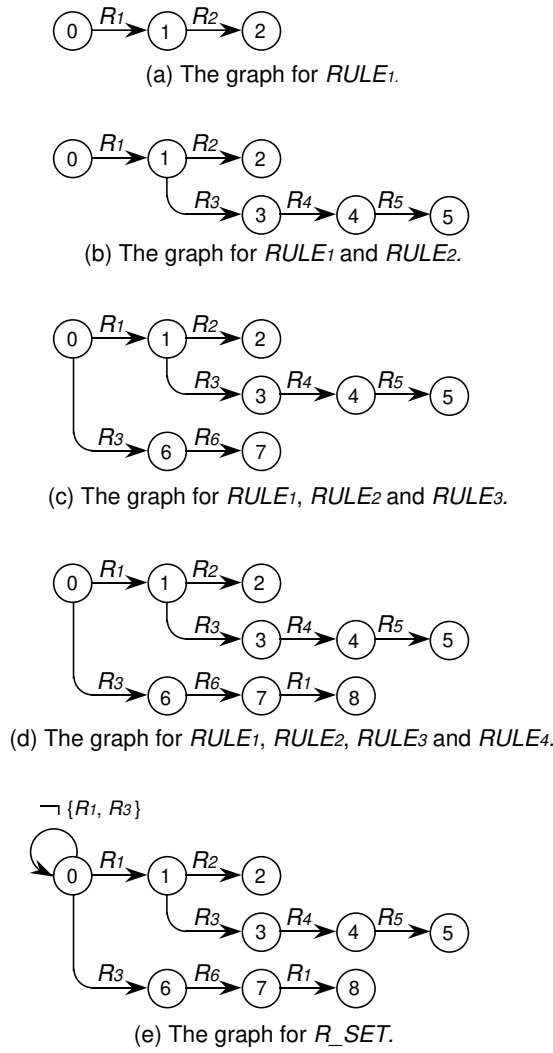 R1 R2
0 1 2
(a) The graph for RULE1.
R1 R2
0 1 2
R3 R4 R5
3 4 5
(b) The graph for RULE1 and RULE2.
R1 R2
0 1 2
R3 R4 R5
3 4 5
R3 R6
6 7
(c) The graph for RULE1, RULE2 and RULE3.
R1 R2
0 1 2
R3 R4 R5
3 4 5
R3 R6 R1
6 7 8
(d) The graph for RULE1, RULE2, RULE3 and RULE4.
¬ {R1, R3}
R1 R2
0 1 2
R3 R4 R5
3 4 5
R3 R6 R1
6 7 8
(e) The graph for R_SET.